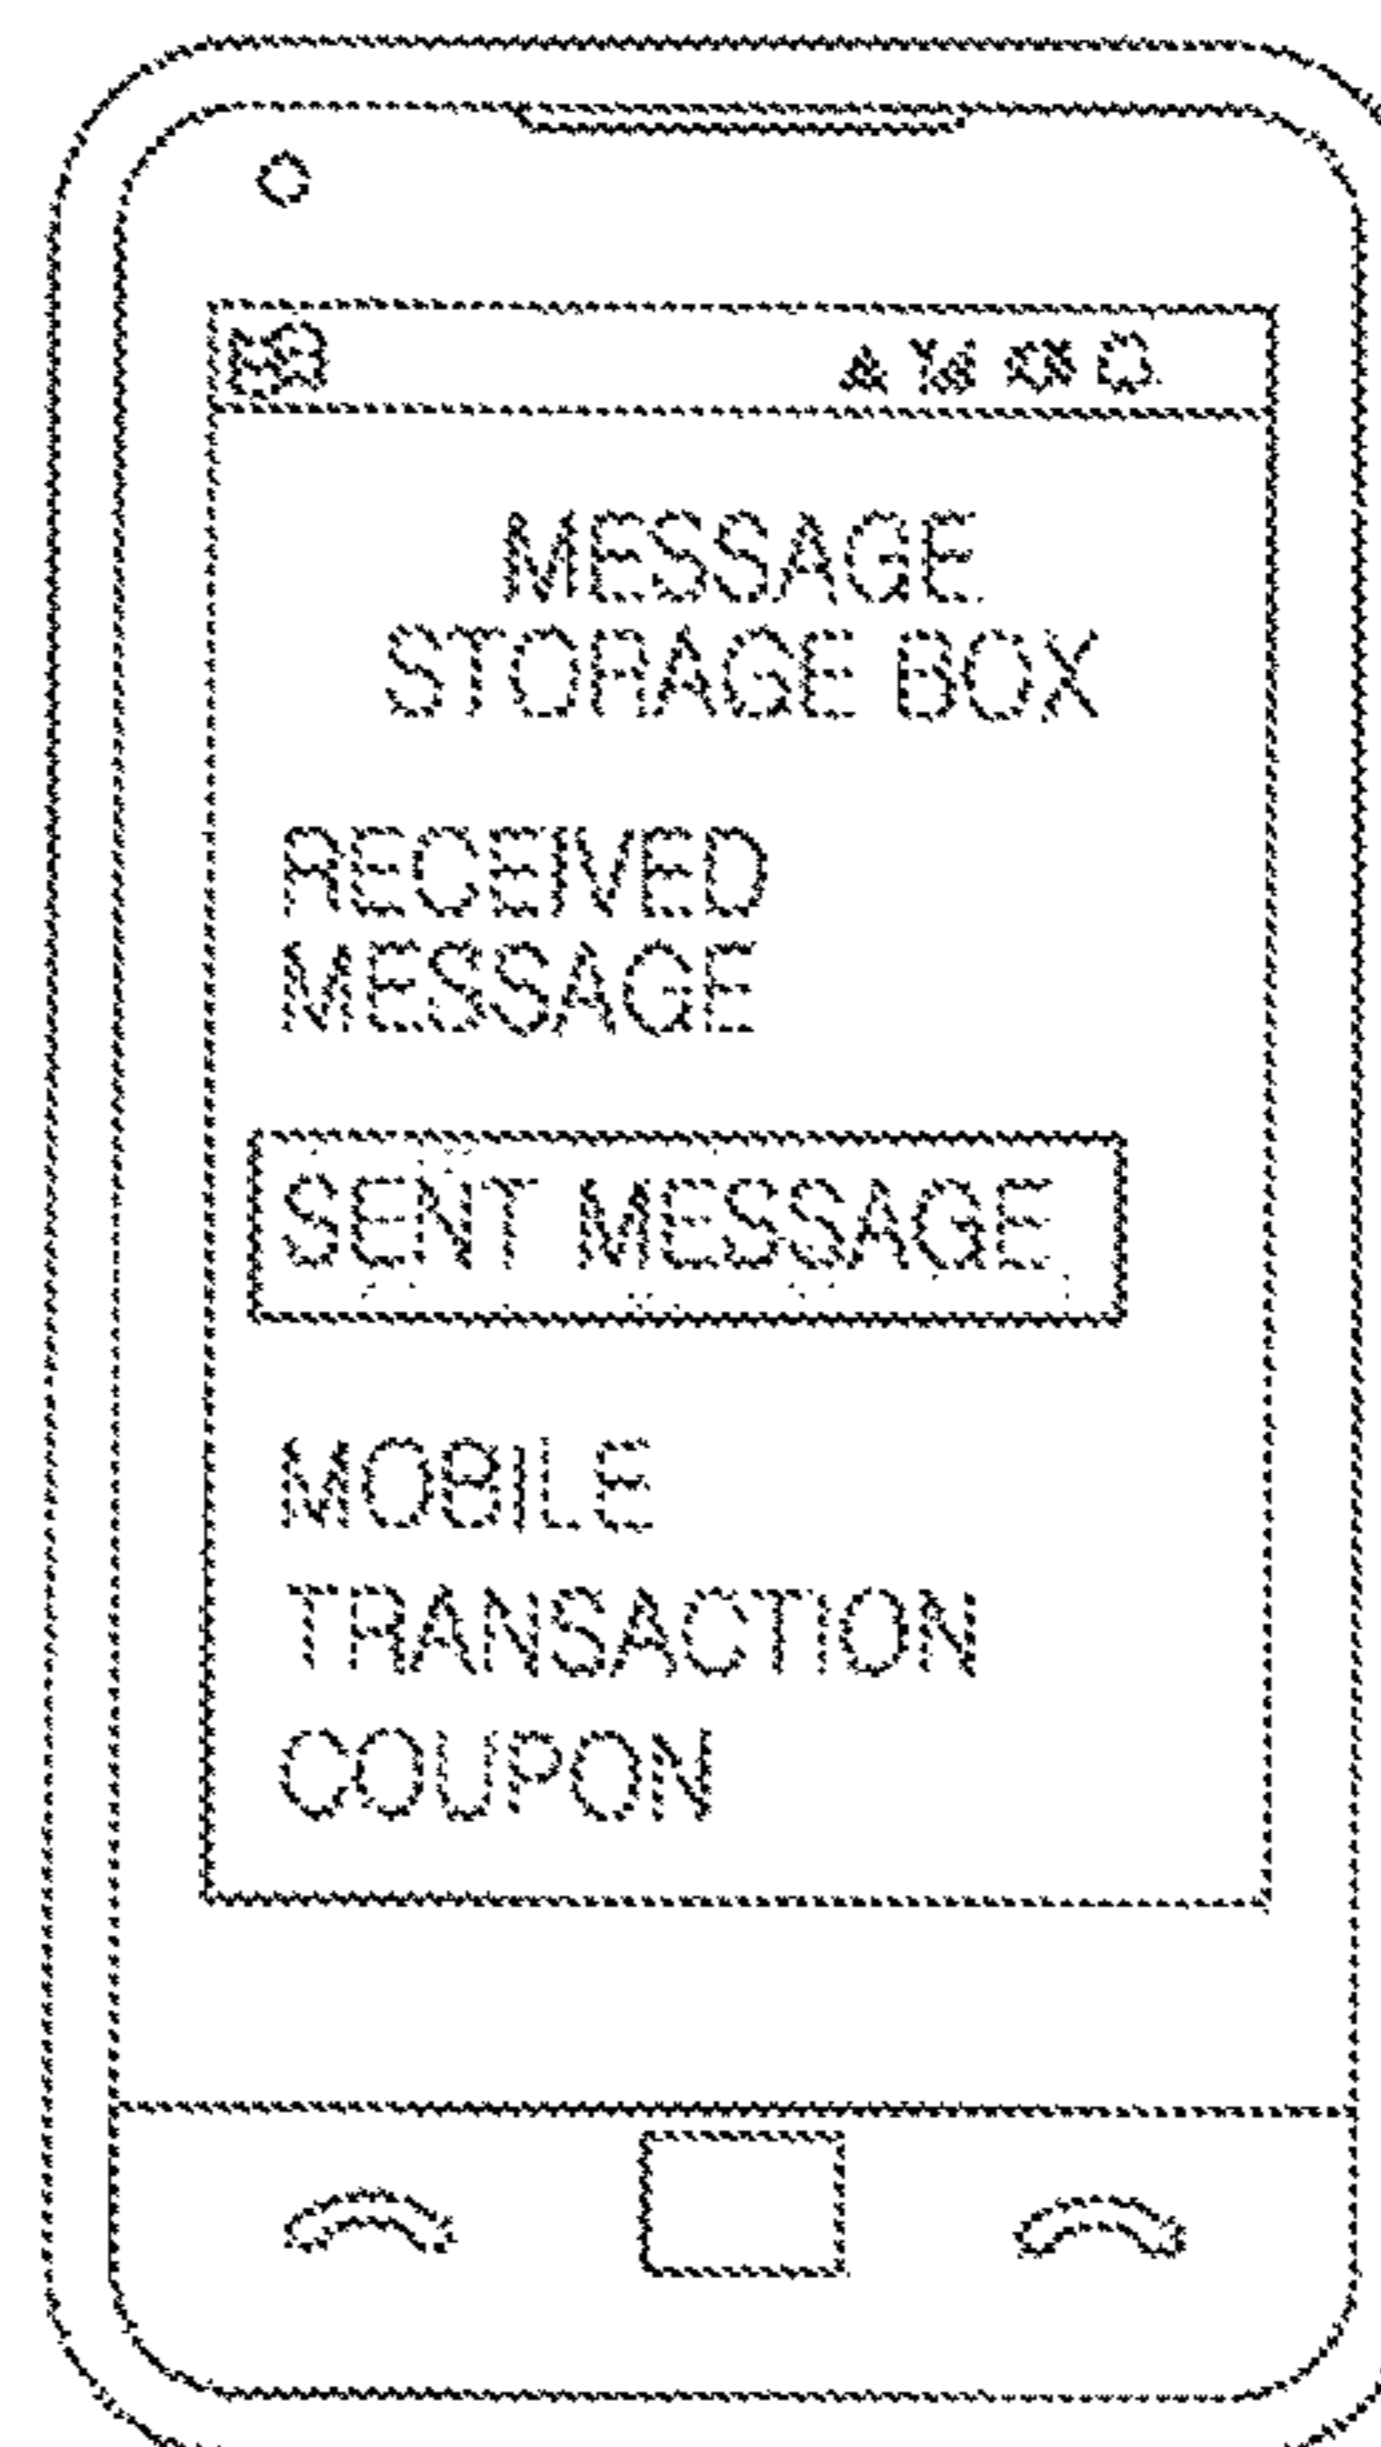 MESSAGE
STORAGE BOX
RECEIVED
MESSAGE
SENT MESSAGE
MOBILE
TRANSACTION
COUPON